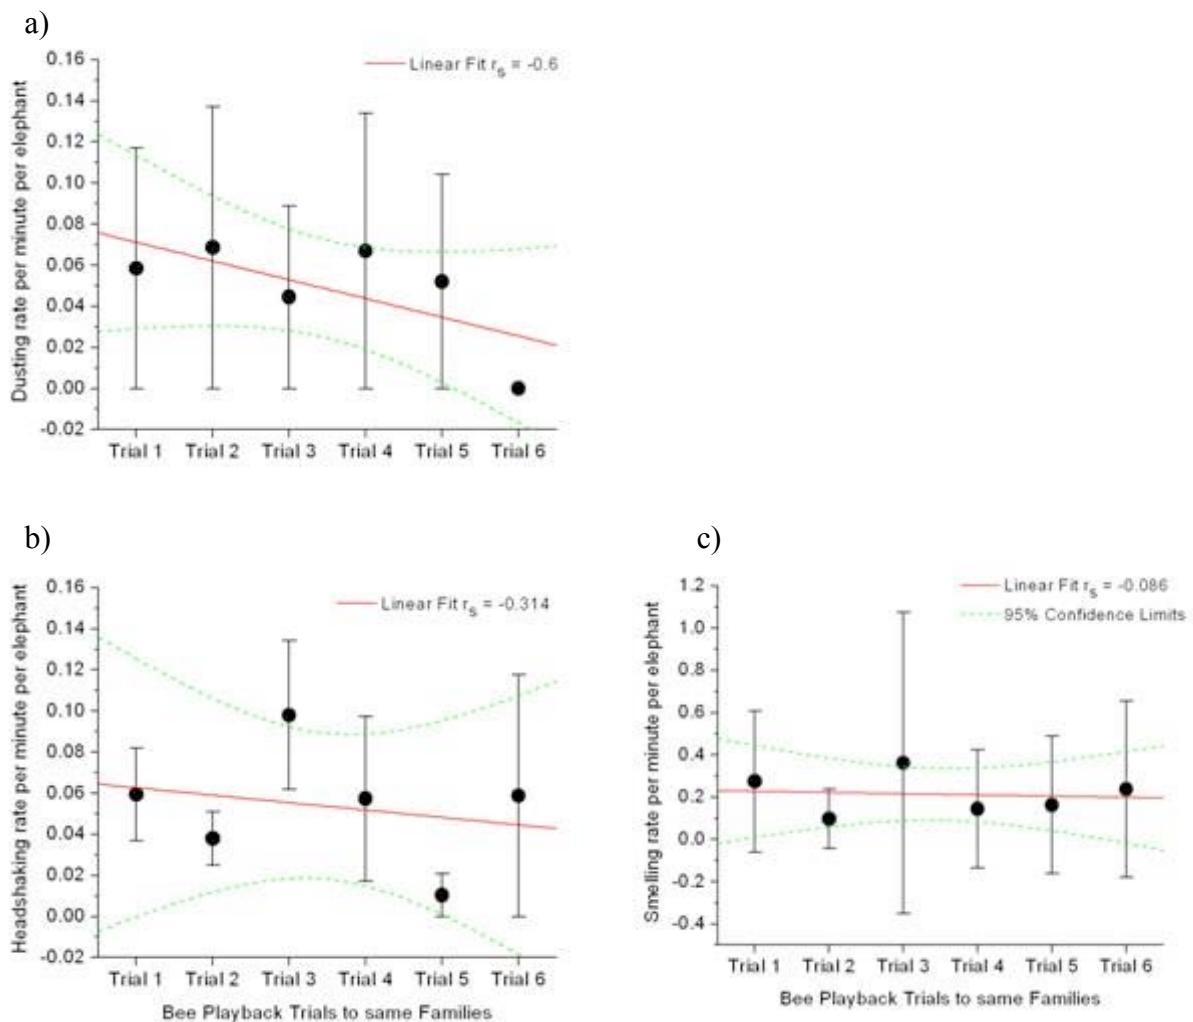 a)
Linear Fit rs = -0.6
Dusting rate per minute per elephant
0.16
0.14
0.12
0.10
0.08
0.06
0.04
0.02
0.00
-0.02
Trial 1 Trial 2 Trial 3 Trial 4 Trial 5 Trial 6
b)
Linear Fit rs = -0.314
Headshaking rate per minute per elephant
0.16
0.14
0.12
0.10
0.08
0.06
0.04
0.02
0.00
-0.02
Trial 1 Trial 2 Trial 3 Trial 4 Trial 5 Trial 6
Bee Playback Trials to same Families
c)
Linear Fit rs = -0.086
95% Confidence Limits
Smelling rate per minute per elephant
1.2
1.0
0.8
0.6
0.4
0.2
0.0
-0.2
-0.4
Trial 1 Trial 2 Trial 3 Trial 4 Trial 5 Trial 6
Bee Playback Trials to same Families